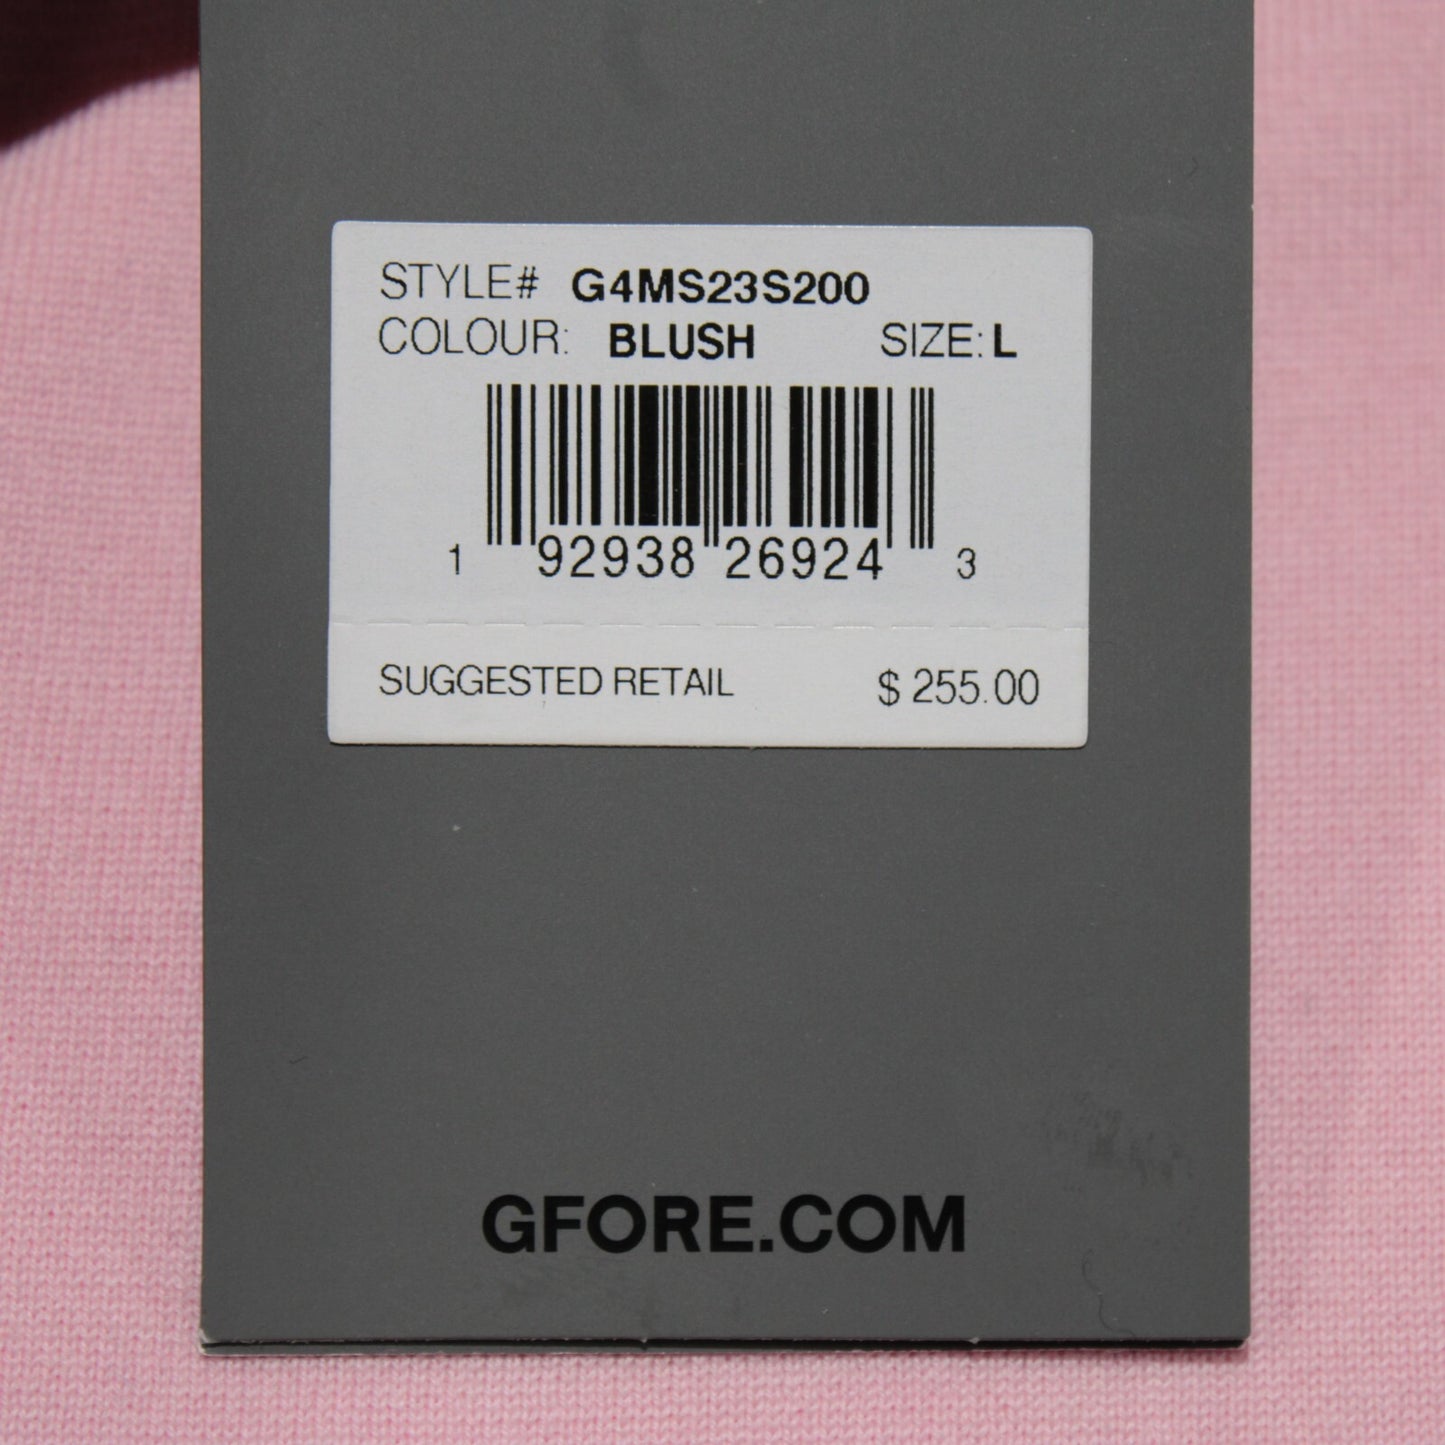 STYLE# G4MS23S200
COLOUR: BLUSH SIZE: L
1 92938 26924 3
SUGGESTED RETAIL $ 255.00
GFORE.COM